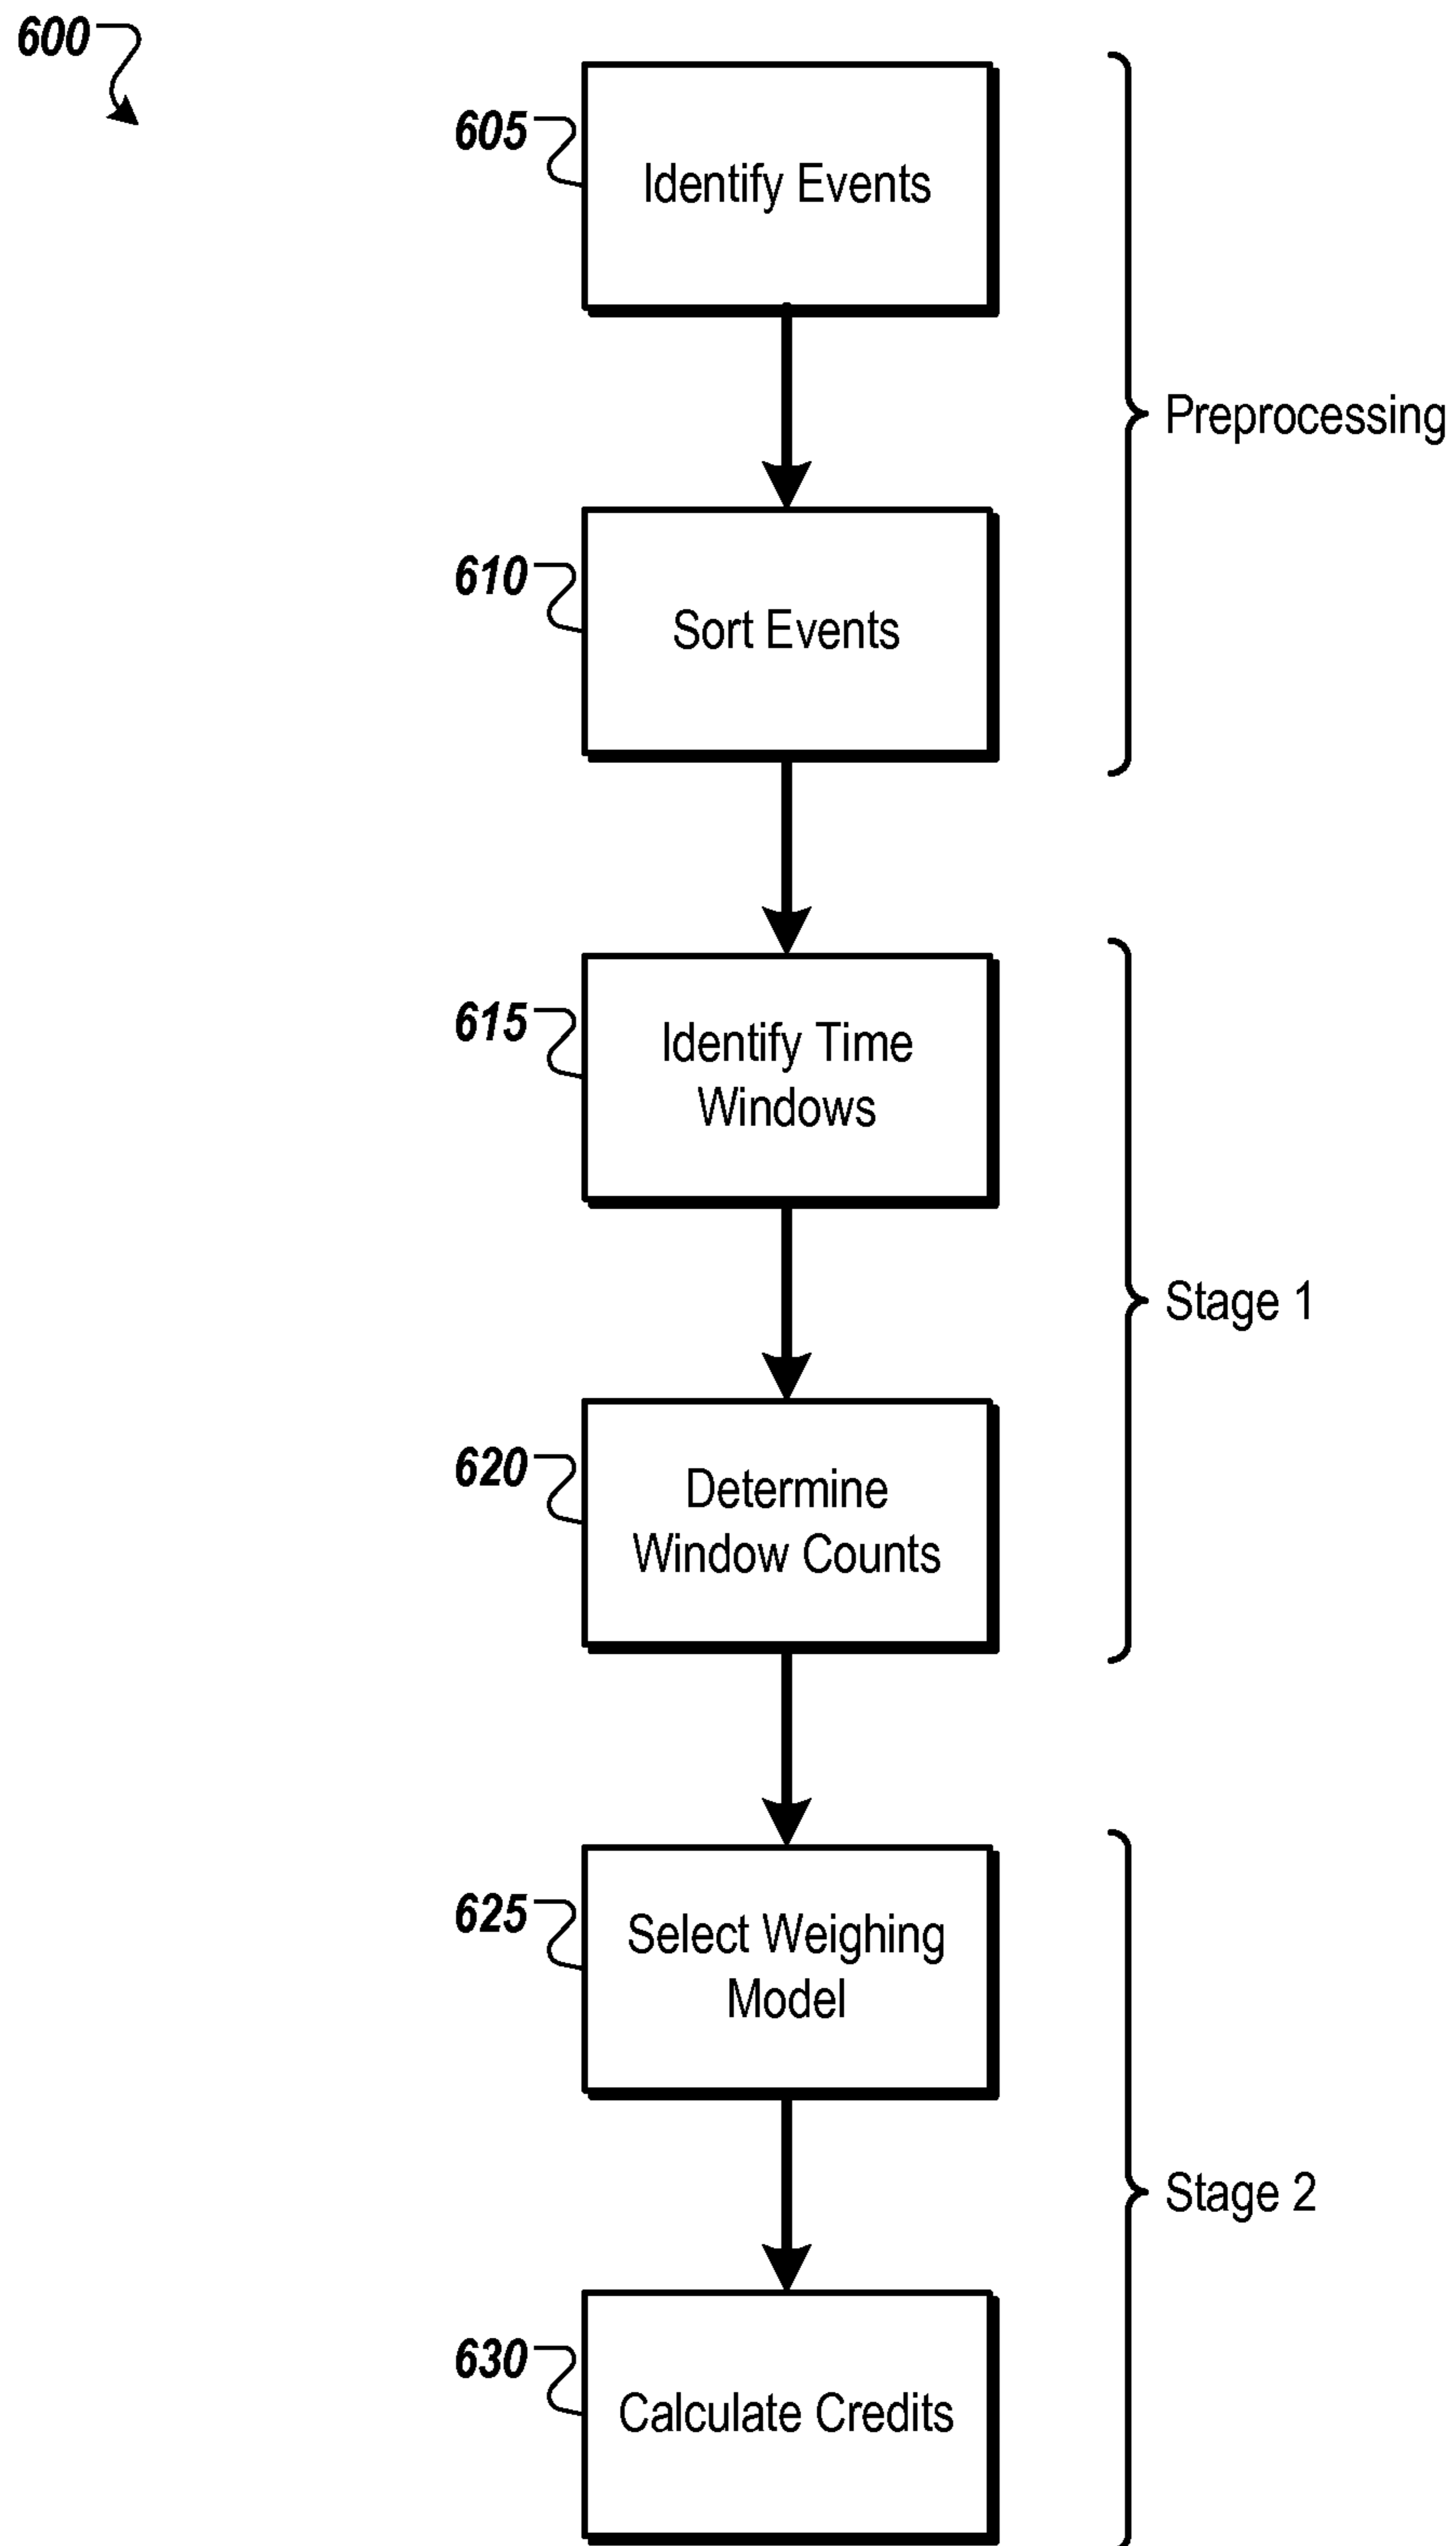 600
605
Identify Events
Preprocessing
610
Sort Events
615
Identify Time
Windows
Stage 1
620
Determine
Window Counts
625
Select Weighing
Model
Stage 2
630
Calculate Credits